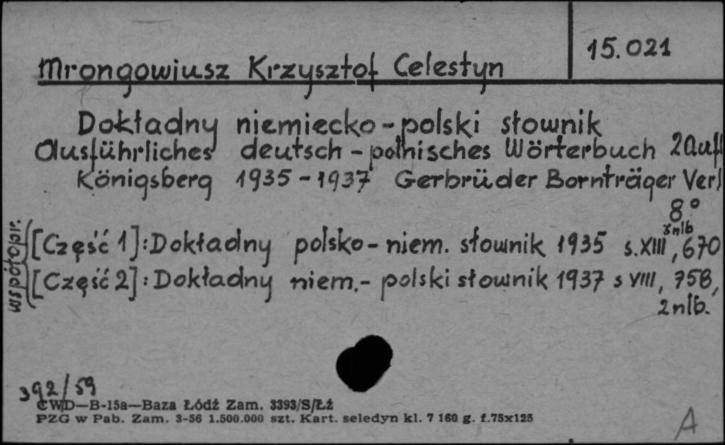 15.021
Mrongowiusz Krzysztof Celestyn
Dokładny niemiecko-polski słownik
Ausführliches deutsch-polnisches Wörterbuch 2Aufl
Königsberg 1935-1937 Gerbrüder Bornträger Verl
8.º
[Część 1]: Dokładny polsko-niem. słownik 1935 s. XIII, 670
3nlb
[Część 2]: Dokładny niem.-polski słownik 1937 s VIII, 758,
2nlb.
współopr.
392/59
CWD—B-15a—Baza Łódź Zam. 3393/S/Łź
PZG w Pab. Zam. 3-56 1.500.000 szt. Kart. seledyn kl. 7 160 g. f.75x125
A